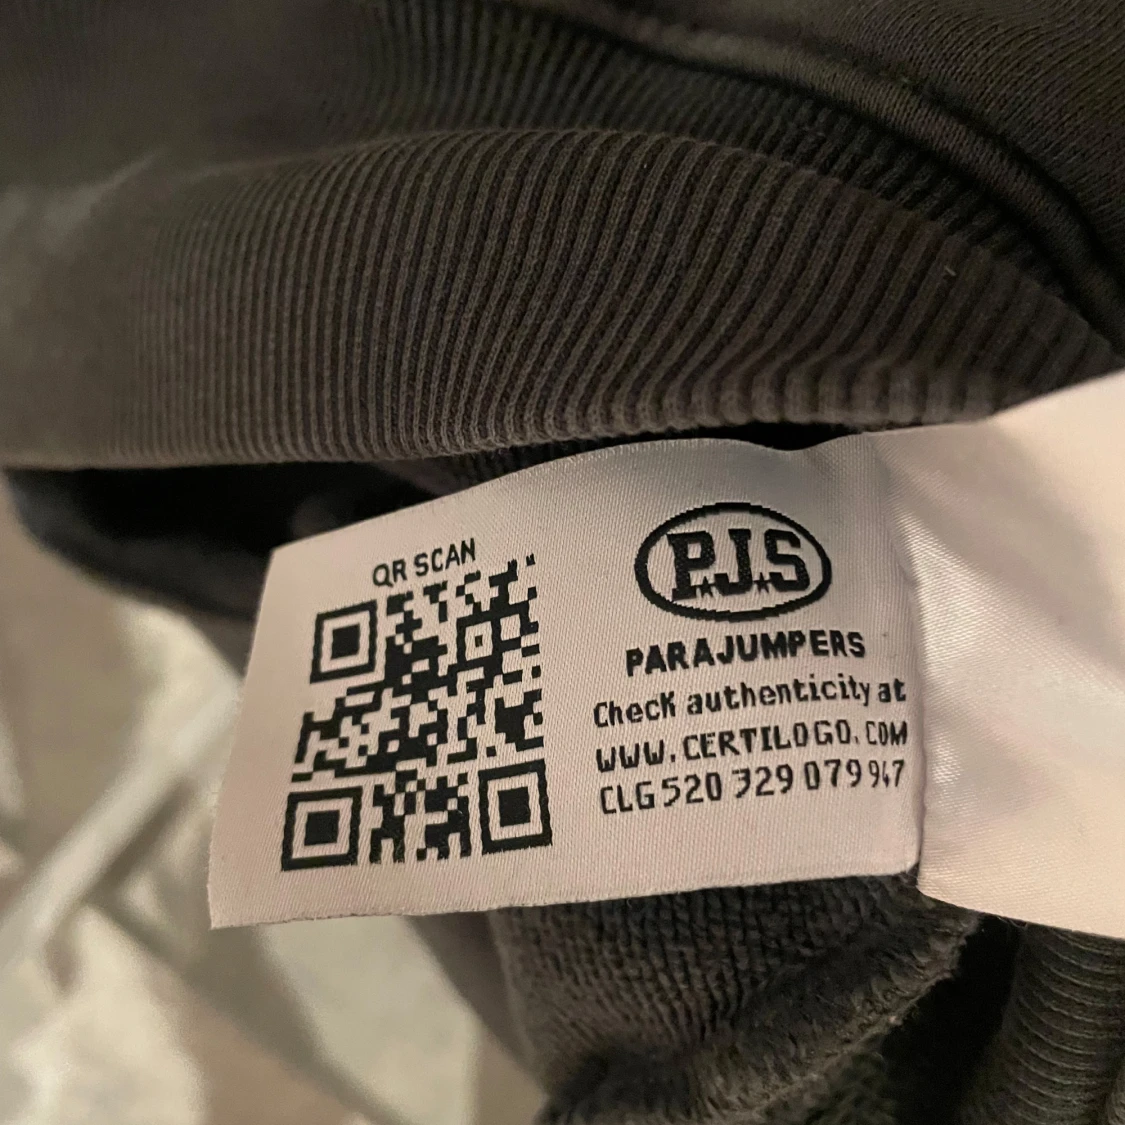 QR SCAN
P.J.S
PARAJUMPERS
Check authenticity at
WWW.CERTILOGO.COM
CLG 520 329 079 947